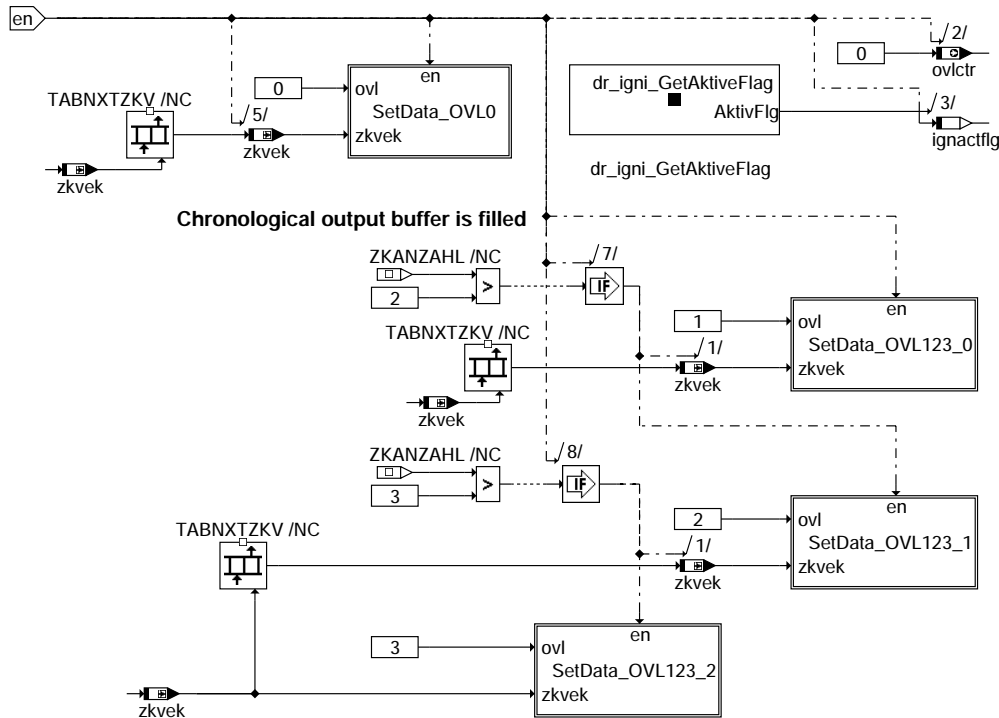 en
/2/
0
ovlctr
en
0
ovl
SetData_OVL0
TABNXTZKV /NC
/5/
zkvek
zkvek
zkvek
dr_igni_GetAktiveFlag
AktivFlg
/3/
ignactflg
dr_igni_GetAktiveFlag
Chronological output buffer is filled
ZKANZAHL /NC
/7/
>
IF
2
en
1
ovl
SetData_OVL123_0
TABNXTZKV /NC
/1/
zkvek
zkvek
zkvek
ZKANZAHL /NC
/8/
>
IF
3
en
2
ovl
SetData_OVL123_1
TABNXTZKV /NC
/1/
zkvek
zkvek
en
3
ovl
SetData_OVL123_2
zkvek
zkvek